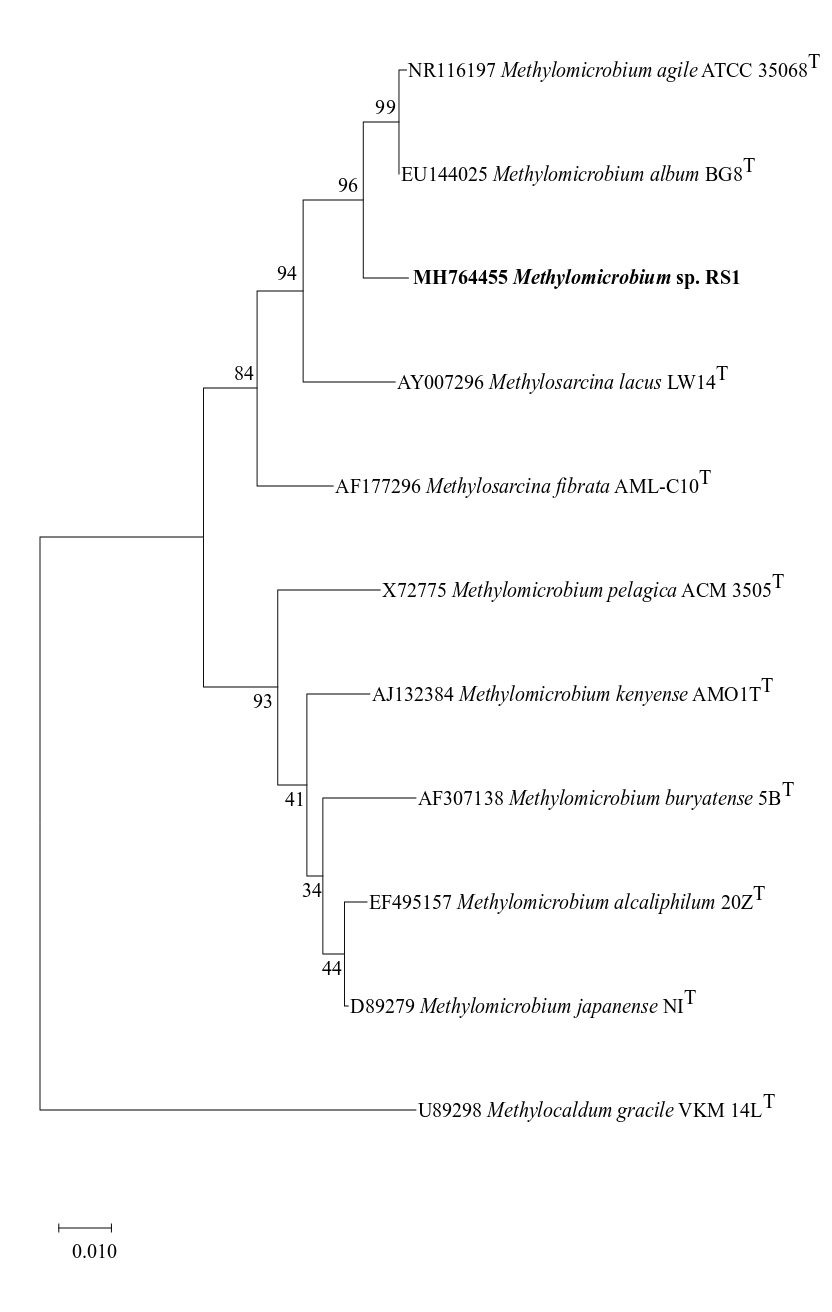 NR116197 Methylomicrobium agile ATCC 35068T
99
EU144025 Methylomicrobium album BG8T
96
MH764455 Methylomicrobium sp. RS1
94
AY007296 Methylosarcina lacus LW14T
84
AF177296 Methylosarcina fibrata AML-C10T
X72775 Methylomicrobium pelagica ACM 3505T
AJ132384 Methylomicrobium kenyense AMO1TT
93
AF307138 Methylomicrobium buryatense 5BT
41
34
EF495157 Methylomicrobium alcaliphilum 20ZT
44
D89279 Methylomicrobium japanense NIT
U89298 Methylocaldum gracile VKM 14LT
0.010